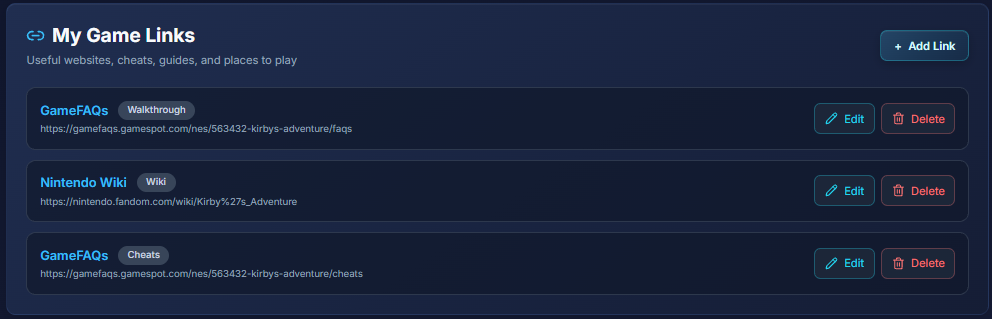 My Game Links
Useful websites, cheats, guides, and places to play
+ Add Link
GameFAQs Walkthrough
https://gamefaqs.gamespot.com/nes/563432-kirbys-adventure/faqs
Edit Delete
Nintendo Wiki Wiki
https://nintendo.fandom.com/wiki/Kirby%27s_Adventure
Edit Delete
GameFAQs Cheats
https://gamefaqs.gamespot.com/nes/563432-kirbys-adventure/cheats
Edit Delete